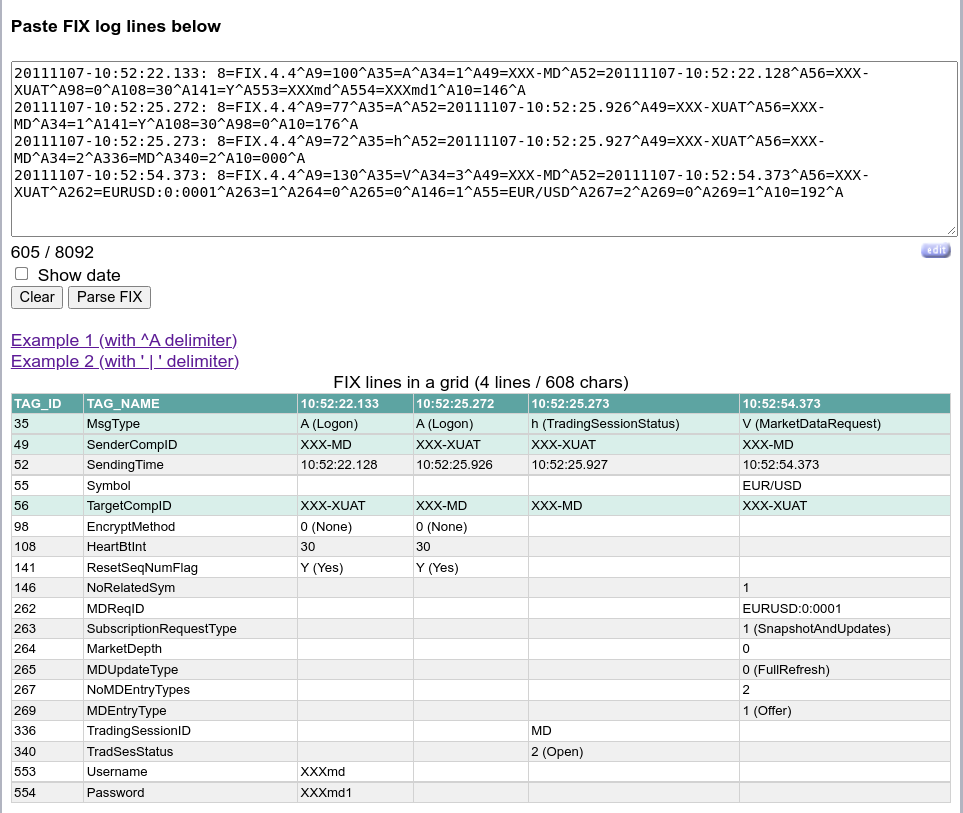 Paste FIX log lines below
20111107-10:52:22.133: 8=FIX.4.4^A9=100^A35=A^A34=1^A49=XXX-MD^A52=20111107-10:52:22.128^A56=XXX-
XUAT^A98=0^A108=30^A141=Y^A553=XXXmd^A554=XXXmd1^A10=146^A
20111107-10:52:25.272: 8=FIX.4.4^A9=77^A35=A^A52=20111107-10:52:25.926^A49=XXX-XUAT^A56=XXX-
MD^A34=1^A141=Y^A108=30^A98=0^A10=176^A
20111107-10:52:25.273: 8=FIX.4.4^A9=72^A35=h^A52=20111107-10:52:25.927^A49=XXX-XUAT^A56=XXX-
MD^A34=2^A336=MD^A340=2^A10=000^A
20111107-10:52:54.373: 8=FIX.4.4^A9=130^A35=V^A34=3^A49=XXX-MD^A52=20111107-10:52:54.373^A56=XXX-
XUAT^A262=EURUSD:0:0001^A263=1^A264=0^A265=0^A146=1^A55=EUR/USD^A267=2^A269=0^A269=1^A10=192^A
605 / 8092 edit
Show date
Clear Parse FIX
Example 1 (with ^A delimiter)
Example 2 (with ' | ' delimiter)
FIX lines in a grid (4 lines / 608 chars)
TAG_ID TAG_NAME 10:52:22.133 10:52:25.272 10:52:25.273 10:52:54.373
35 MsgType A (Logon) A (Logon) h (TradingSessionStatus) V (MarketDataRequest)
49 SenderCompID XXX-MD XXX-XUAT XXX-XUAT XXX-MD
52 SendingTime 10:52:22.128 10:52:25.926 10:52:25.927 10:52:54.373
55 Symbol EUR/USD
56 TargetCompID XXX-XUAT XXX-MD XXX-MD XXX-XUAT
98 EncryptMethod 0 (None) 0 (None)
108 HeartBtInt 30 30
141 ResetSeqNumFlag Y (Yes) Y (Yes)
146 NoRelatedSym 1
262 MDReqID EURUSD:0:0001
263 SubscriptionRequestType 1 (SnapshotAndUpdates)
264 MarketDepth 0
265 MDUpdateType 0 (FullRefresh)
267 NoMDEntryTypes 2
269 MDEntryType 1 (Offer)
336 TradingSessionID MD
340 TradSesStatus 2 (Open)
553 Username XXXmd
554 Password XXXmd1